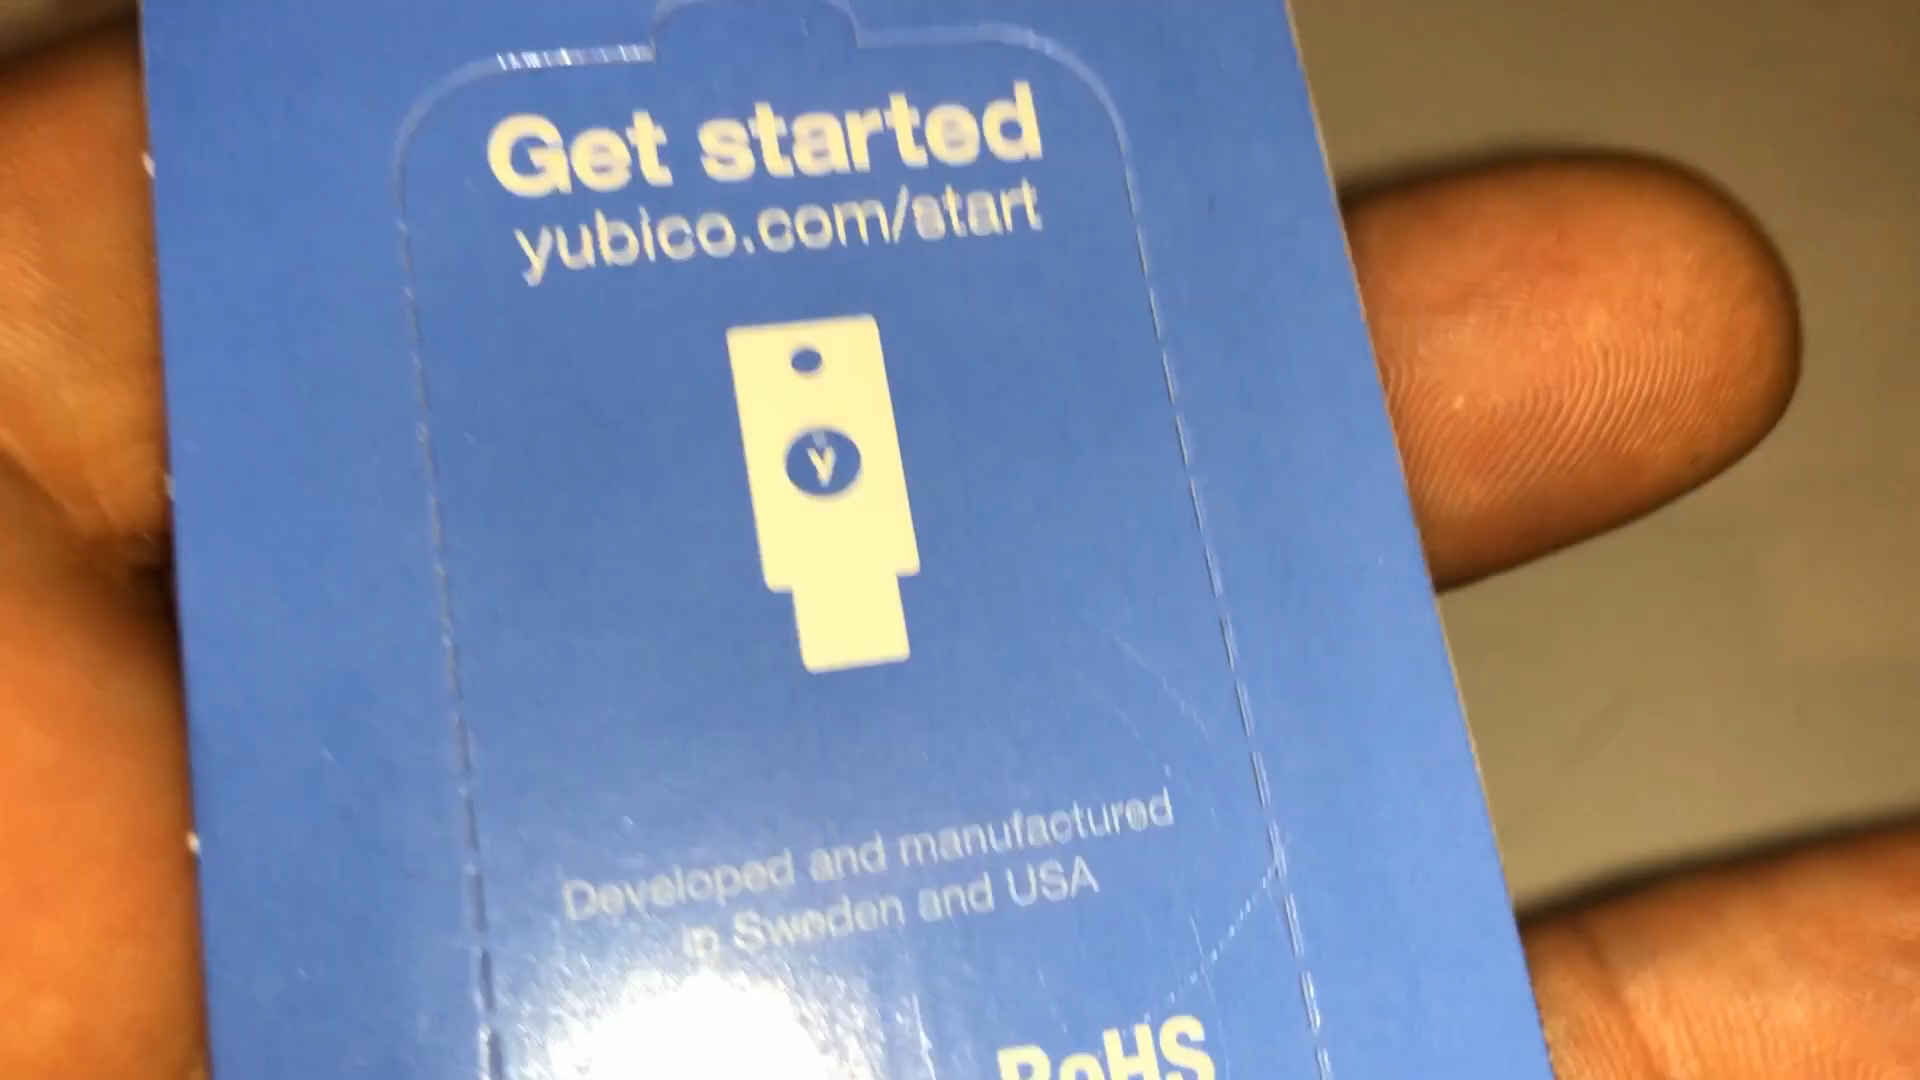 Get started
yubico.com/start
y
Developed and manufactured
in Sweden and USA
RoHS